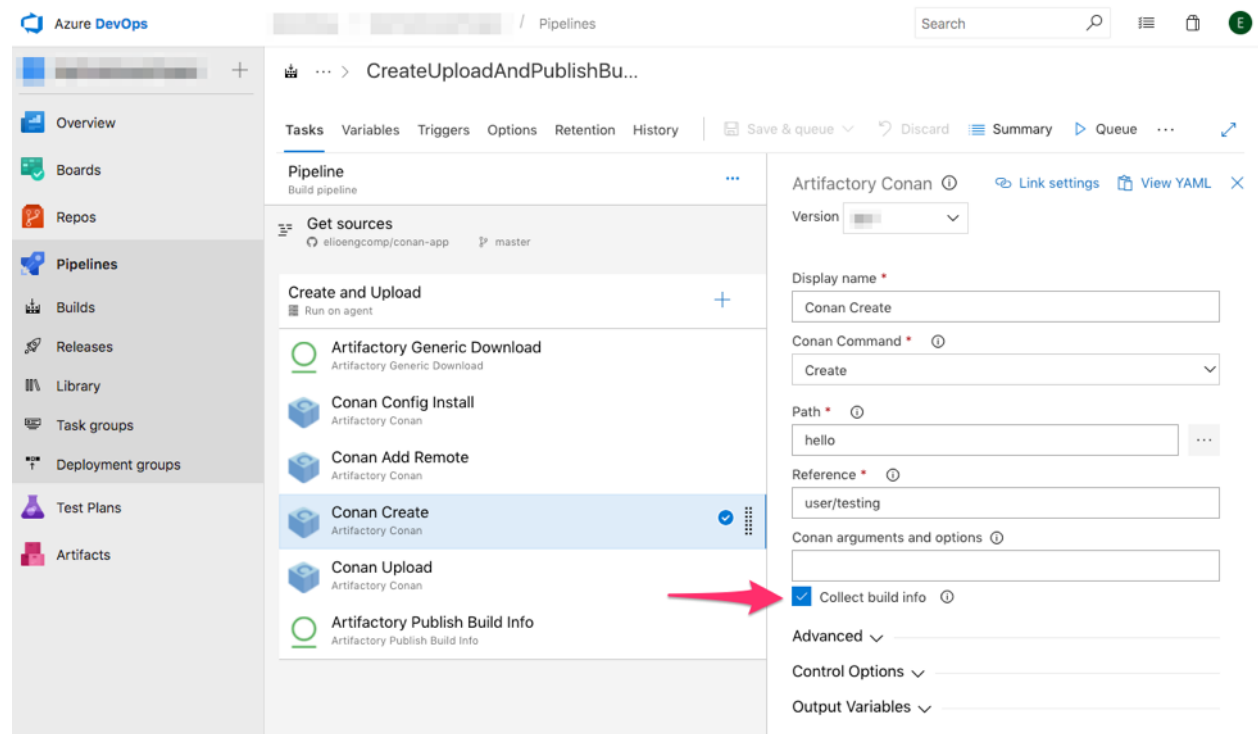 Azure DevOps
/ Pipelines
Search
E
Overview
Boards
Repos
Pipelines
Builds
Releases
Library
Task groups
Deployment groups
Test Plans
Artifacts
··· > CreateUploadAndPublishBu...
Tasks Variables Triggers Options Retention History
Save & queue Discard Summary Queue ···
Pipeline
Build pipeline
···
Get sources
elioengcomp/conan-app master
Create and Upload
Run on agent
Artifactory Generic Download
Artifactory Generic Download
Conan Config Install
Artifactory Conan
Conan Add Remote
Artifactory Conan
Conan Create
Artifactory Conan
Conan Upload
Artifactory Conan
Artifactory Publish Build Info
Artifactory Publish Build Info
Artifactory Conan
Link settings View YAML
Version
Display name *
Conan Create
Conan Command *
Create
Path *
hello
···
Reference *
user/testing
Conan arguments and options
Collect build info
Advanced
Control Options
Output Variables